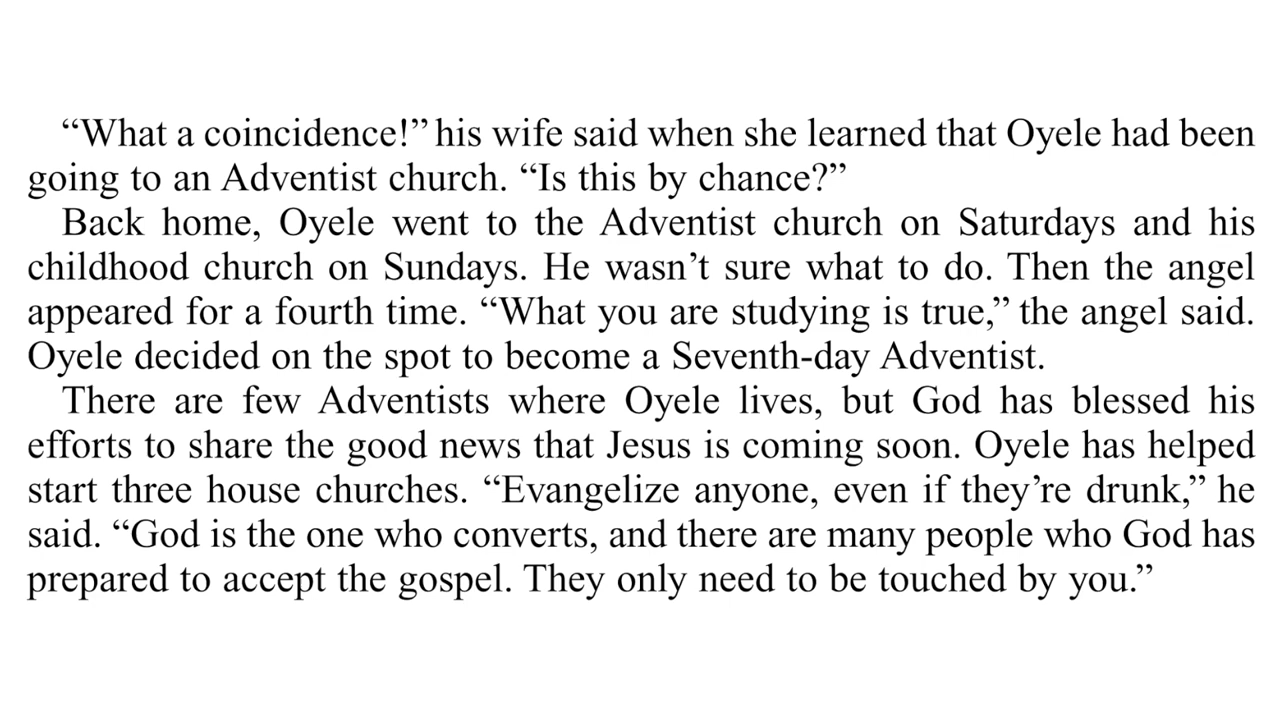 “What a coincidence!” his wife said when she learned that Oyele had been
going to an Adventist church. “Is this by chance?”
Back home, Oyele went to the Adventist church on Saturdays and his
childhood church on Sundays. He wasn’t sure what to do. Then the angel
appeared for a fourth time. “What you are studying is true,” the angel said.
Oyele decided on the spot to become a Seventh-day Adventist.
There are few Adventists where Oyele lives, but God has blessed his
efforts to share the good news that Jesus is coming soon. Oyele has helped
start three house churches. “Evangelize anyone, even if they’re drunk,” he
said. “God is the one who converts, and there are many people who God has
prepared to accept the gospel. They only need to be touched by you.”